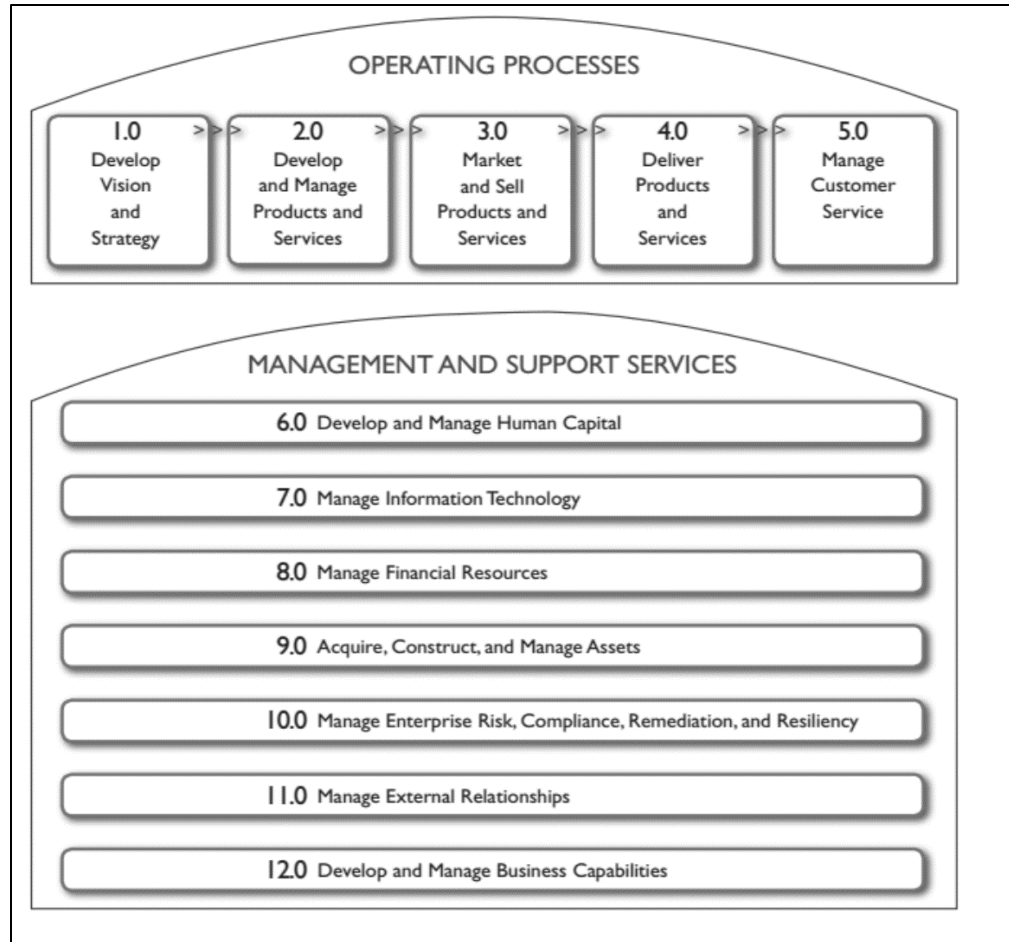 OPERATING PROCESSES
1.0 >>>
Develop
Vision
and
Strategy
2.0 >>>
Develop
and Manage
Products and
Services
3.0 >>>
Market
and Sell
Products and
Services
4.0 >>>
Deliver
Products
and
Services
5.0
Manage
Customer
Service
MANAGEMENT AND SUPPORT SERVICES
6.0 Develop and Manage Human Capital
7.0 Manage Information Technology
8.0 Manage Financial Resources
9.0 Acquire, Construct, and Manage Assets
10.0 Manage Enterprise Risk, Compliance, Remediation, and Resiliency
11.0 Manage External Relationships
12.0 Develop and Manage Business Capabilities